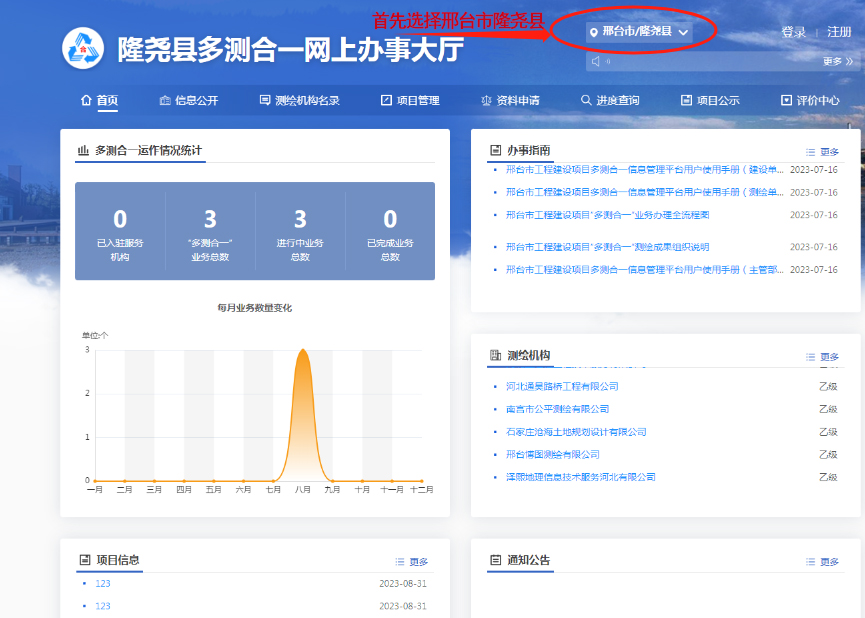 首先选择邢台市隆尧县
邢台市/隆尧县
登录 | 注册
隆尧县多测合一网上办事大厅
0
更多
首页 信息公开 测绘机构名录 项目管理 资料申请 进度查询 项目公示 评价中心
多测合一运作情况统计
0 3 3 0
已入驻服务 "多测合一" 进行中业务 已完成业务
机构 业务总数 总数 总数
每月业务数量变化
单位:个
3
2
1
0
一月 二月 三月 四月 五月 六月 七月 八月 九月 十月 十一月 十二月
办事指南 更多
邢台市工程建设项目多测合一信息管理平台用户使用手册（建设单... 2023-07-16
邢台市工程建设项目多测合一信息管理平台用户使用手册（测绘单... 2023-07-16
邢台市工程建设项目"多测合一"业务办理全流程图 2023-07-16
邢台市工程建设项目"多测合一"测绘成果组织说明 2023-07-16
邢台市工程建设项目多测合一信息管理平台用户使用手册（主管部... 2023-07-16
测绘机构 更多
河北通昊路桥工程有限公司 乙级
南宫市公平测绘有限公司 乙级
石家庄沧海土地规划设计有限公司 乙级
邢台博图测绘有限公司 乙级
泽熙地理信息技术服务河北有限公司 乙级
项目信息 更多
123 2023-08-31
123 2023-08-31
通知公告 更多